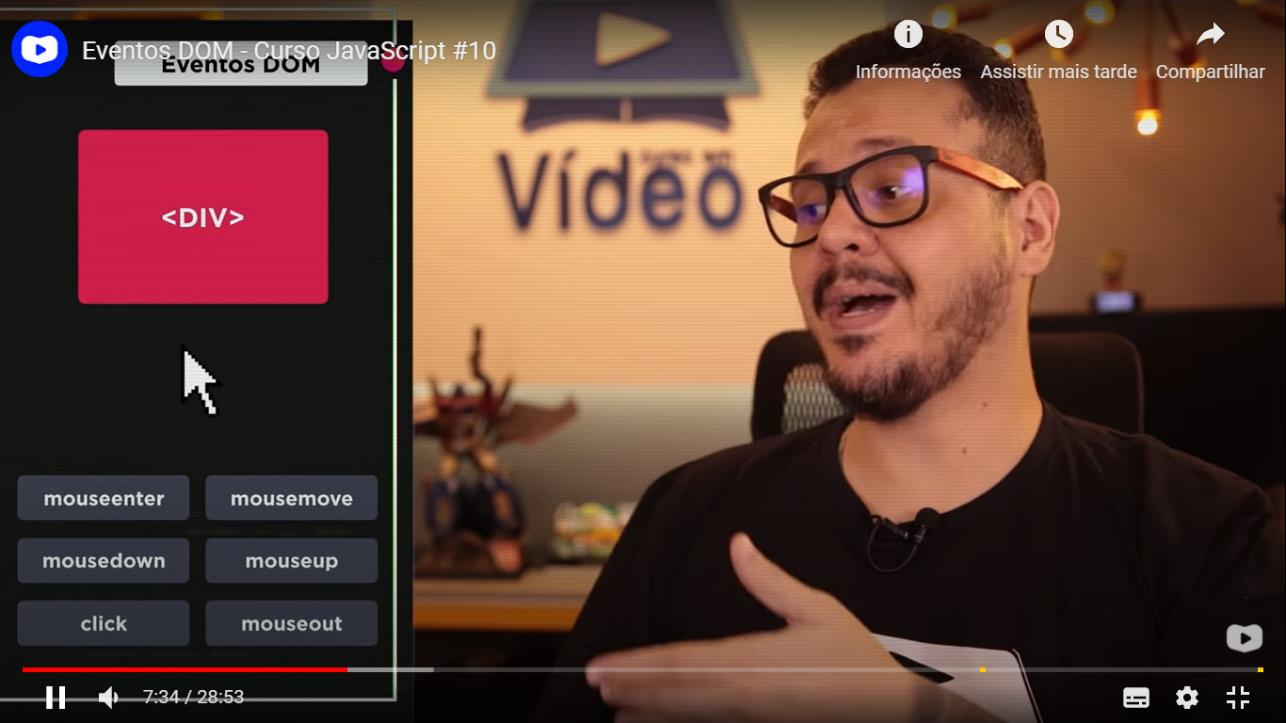 Eventos DOM - Curso JavaScript #10
Informações
Assistir mais tarde
Compartilhar
Eventos DOM
Vídeo
<DIV>
mouseenter
mousemove
mousedown
mouseup
click
mouseout
7:34 / 28:53